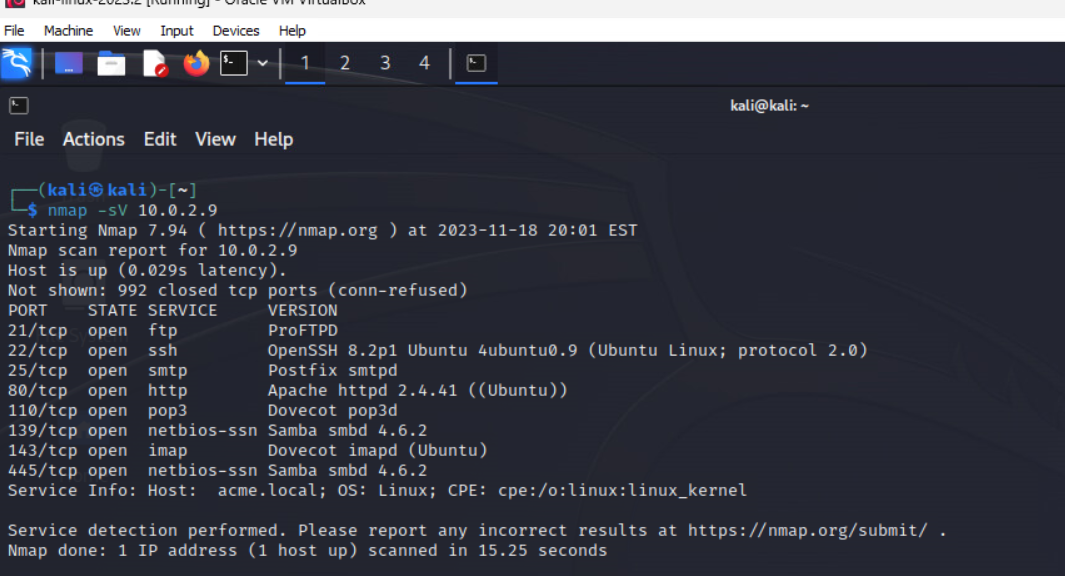 kali-linux-2023.2 [Running] - Oracle VM VirtualBox
File Machine View Input Devices Help
1 2 3 4
kali@kali: ~
File Actions Edit View Help
┌──(kali㉿kali)-[~]
└─$ nmap -sV 10.0.2.9
Starting Nmap 7.94 ( https://nmap.org ) at 2023-11-18 20:01 EST
Nmap scan report for 10.0.2.9
Host is up (0.029s latency).
Not shown: 992 closed tcp ports (conn-refused)
PORT    STATE SERVICE     VERSION
21/tcp  open  ftp         ProFTPD
22/tcp  open  ssh         OpenSSH 8.2p1 Ubuntu 4ubuntu0.9 (Ubuntu Linux; protocol 2.0)
25/tcp  open  smtp        Postfix smtpd
80/tcp  open  http        Apache httpd 2.4.41 ((Ubuntu))
110/tcp open  pop3        Dovecot pop3d
139/tcp open  netbios-ssn Samba smbd 4.6.2
143/tcp open  imap        Dovecot imapd (Ubuntu)
445/tcp open  netbios-ssn Samba smbd 4.6.2
Service Info: Host:  acme.local; OS: Linux; CPE: cpe:/o:linux:linux_kernel
Service detection performed. Please report any incorrect results at https://nmap.org/submit/ .
Nmap done: 1 IP address (1 host up) scanned in 15.25 seconds